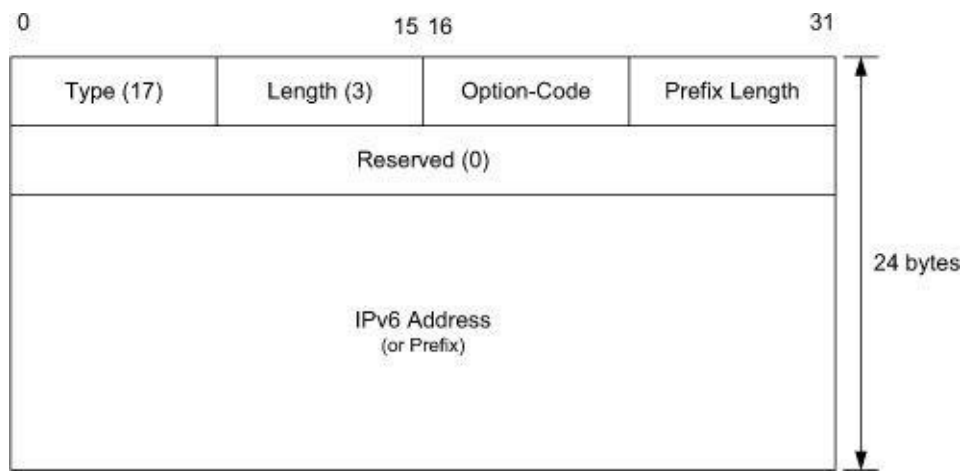 0 15 16 31
Type (17) Length (3) Option-Code Prefix Length
Reserved (0)
24 bytes
IPv6 Address
(or Prefix)